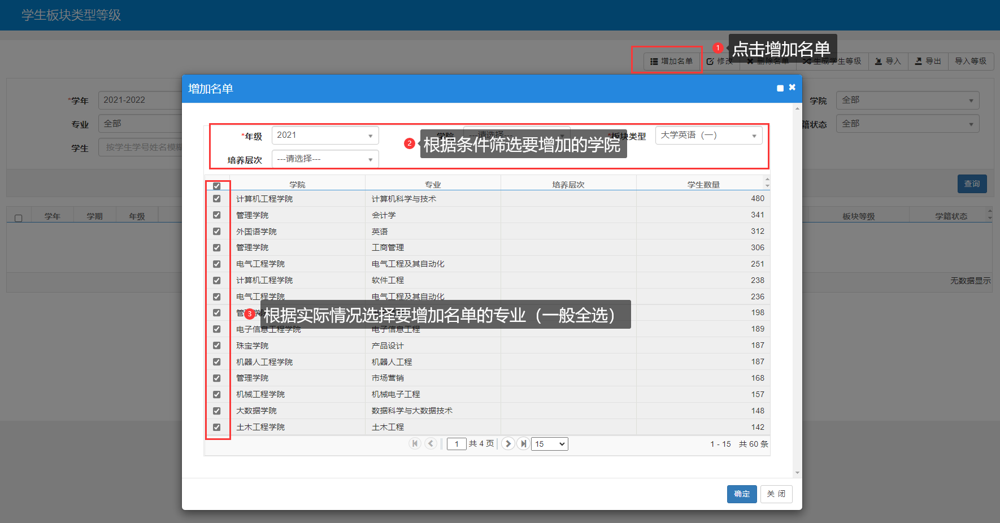 学生板块类型等级
1 点击增加名单
增加名单 修改 删除名单 生成学生等级 导入 导出 导入等级
增加名单
*学年 2021-2022
学院 全部
专业 全部
籍状态 全部
学生 按学生学号姓名模糊
查询
*年级 2021 学院 ---请选择--- *板块类型 大学英语（一）
2 根据条件筛选要增加的学院
培养层次 ---请选择---
学年 学期 年级 板块等级 学籍状态
无数据显示
学院 专业 培养层次 学生数量
计算机工程学院 计算机科学与技术 480
管理学院 会计学 341
外国语学院 英语 312
管理学院 工商管理 306
电气工程学院 电气工程及其自动化 251
计算机工程学院 软件工程 238
电气工程学院 电气工程及其自动化 236
管理学院 198
3 根据实际情况选择要增加名单的专业（一般全选）
电子信息工程学院 电子信息工程 189
珠宝学院 产品设计 187
机器人工程学院 机器人工程 187
管理学院 市场营销 168
机械工程学院 机械电子工程 157
大数据学院 数据科学与大数据技术 148
土木工程学院 土木工程 142
1 共 4 页 15 1 - 15 共 60 条
确定 关 闭